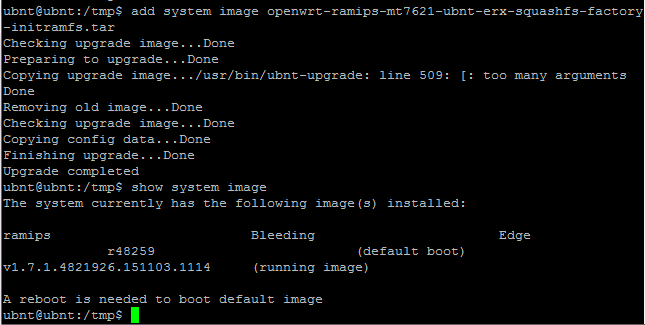 ubnt@ubnt:/tmp$ add system image openwrt-ramips-mt7621-ubnt-erx-squashfs-factory
-initramfs.tar
Checking upgrade image...Done
Preparing to upgrade...Done
Copying upgrade image.../usr/bin/ubnt-upgrade: line 509: [: too many arguments
Done
Removing old image...Done
Checking upgrade image...Done
Copying config data...Done
Finishing upgrade...Done
Upgrade completed
ubnt@ubnt:/tmp$ show system image
The system currently has the following image(s) installed:
ramips Bleeding Edge
r48259 (default boot)
v1.7.1.4821926.151103.1114 (running image)
A reboot is needed to boot default image
ubnt@ubnt:/tmp$